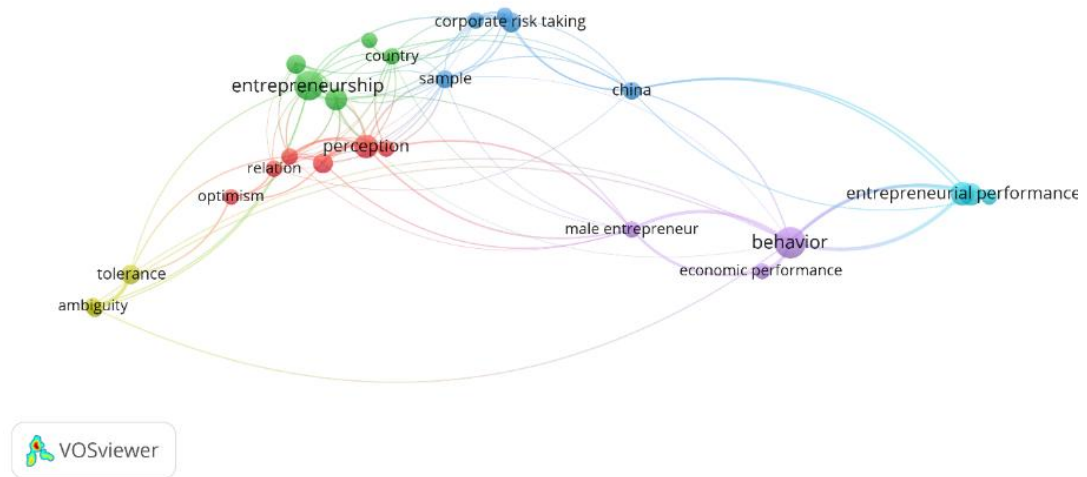 corporate risk taking
country
entrepreneurship
sample
china
perception
relation
optimism
entrepreneurial performance
male entrepreneur
behavior
economic performance
tolerance
ambiguity
VOSviewer